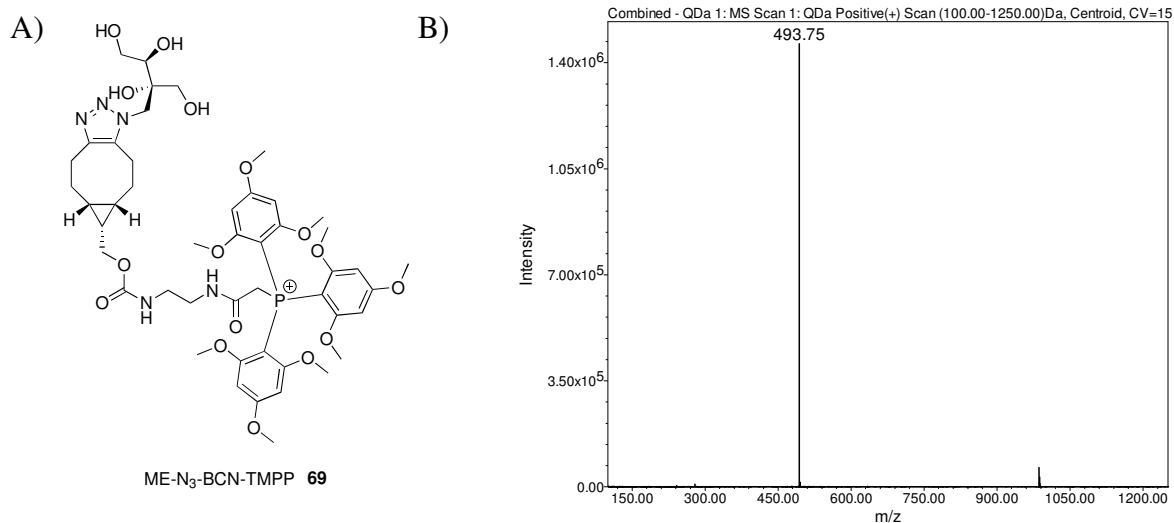 A)
B)
OH
OH
HO
HO
OH
N
N
N
H
H
O
O
N
H
H
N
O
P
⊕
O
O
O
O
O
O
O
O
O
ME-N₃-BCN-TMPP 69
Combined - QDa 1: MS Scan 1: QDa Positive(+) Scan (100.00-1250.00)Da, Centroid, CV=15
493.75
1.40x10⁶
1.05x10⁶
7.00x10⁵
3.50x10⁵
0.00
Intensity
150.00 300.00 450.00 600.00 750.00 900.00 1050.00 1200.00
m/z